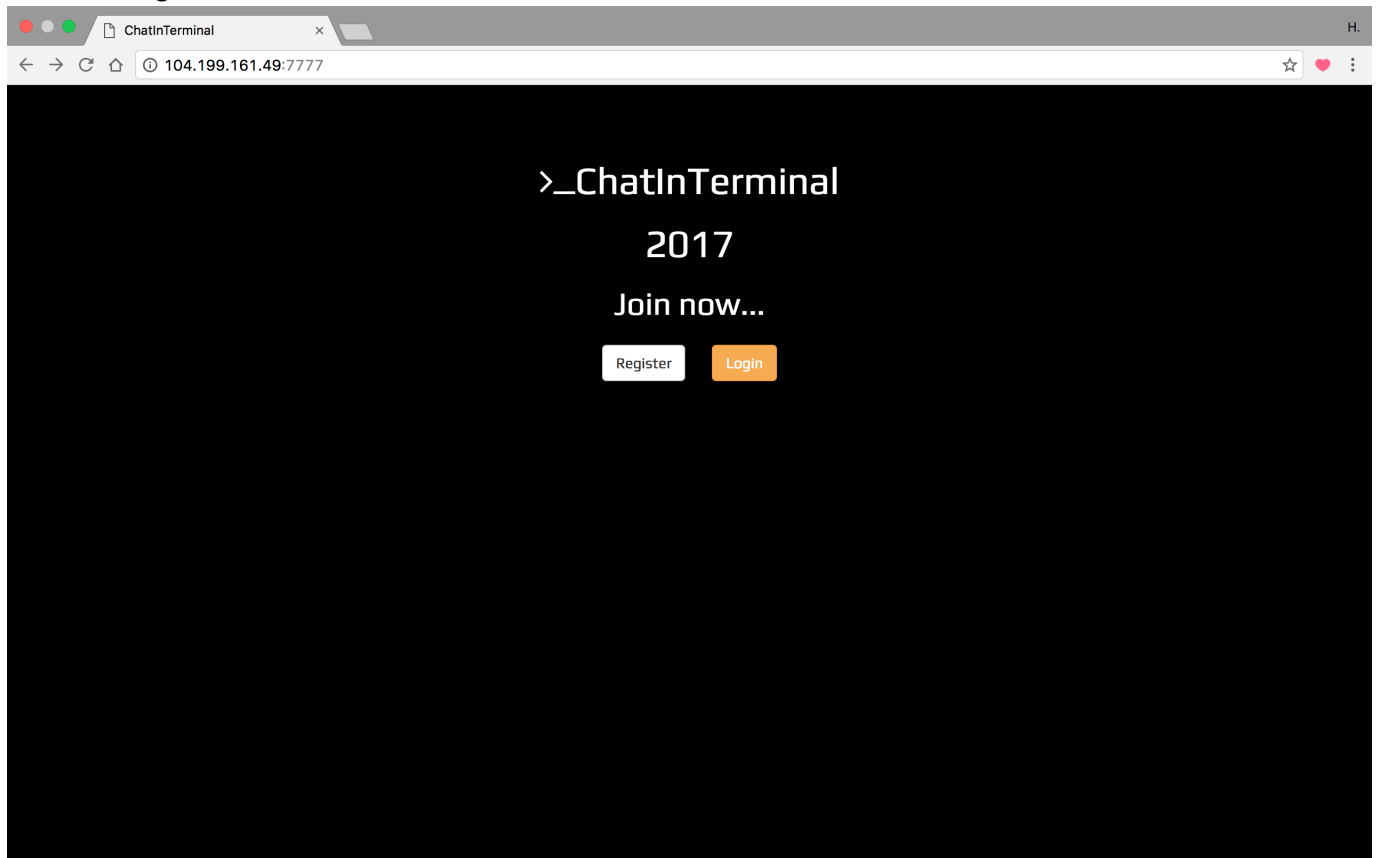 ChatInTerminal
H.
104.199.161.49:7777
>_ChatInTerminal
2017
Join now...
Register Login